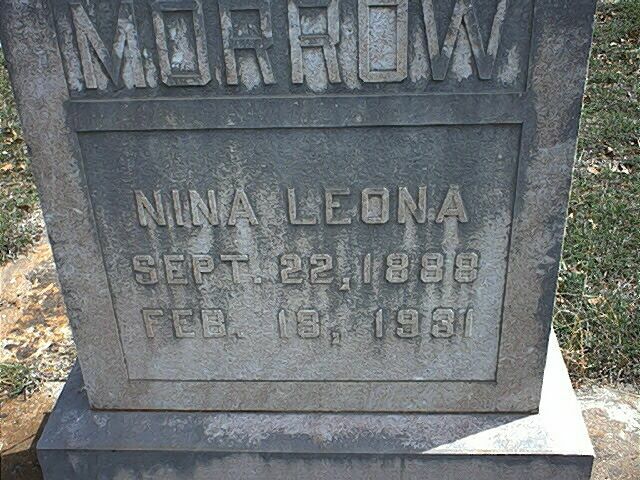 MORROW
NINA LEONA
SEPT. 22, 1888
FEB. 18, 1931